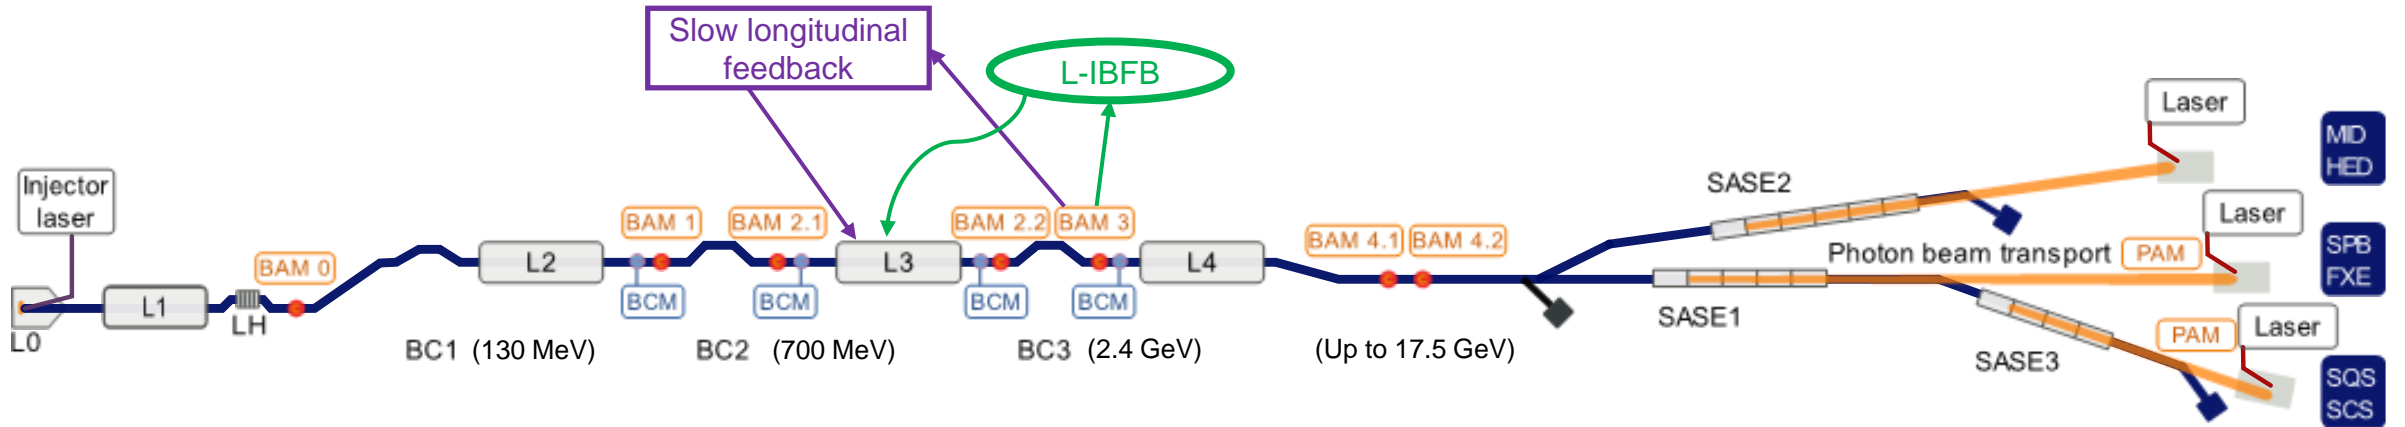 Slow longitudinal
feedback
L-IBFB
Laser
MID
HED
Injector
laser
SASE2
Laser
BAM 0
BAM 1
BAM 2.1
BAM 2.2
BAM 3
BAM 4.1
BAM 4.2
Photon beam transport
PAM
SPB
FXE
L0
L1
LH
L2
L3
L4
BCM
BCM
BCM
BCM
SASE1
PAM
Laser
BC1 (130 MeV)
BC2 (700 MeV)
BC3 (2.4 GeV)
(Up to 17.5 GeV)
SASE3
SQS
SCS